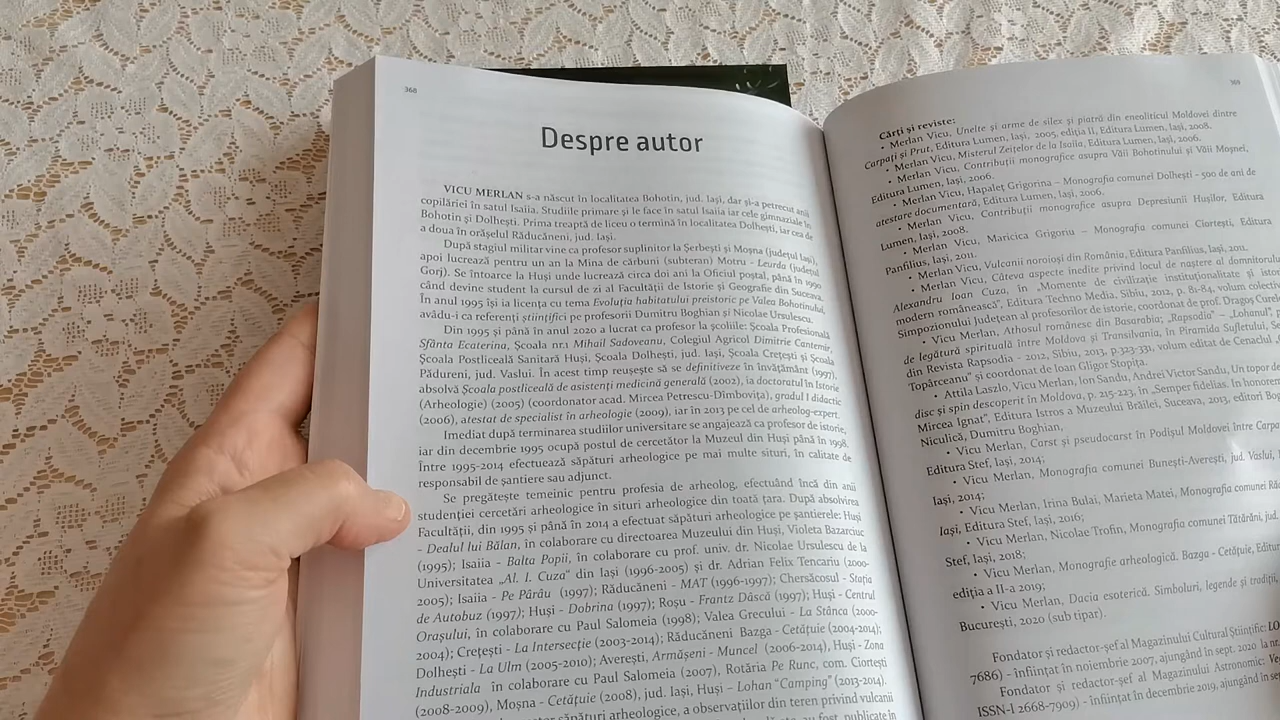 368
Despre autor
VICU MERLAN s-a născut în localitatea Bohotin, jud. Iași, dar și-a petrecut anii
copilăriei în satul Isaiia. Studiile primare și le face în satul Isaiia iar cele gimnaziale în
Bohotin și Dolhești. Prima treaptă de liceu o termină în localitatea Dolhești, iar cea de
a doua în orășelul Răducăneni, jud. Iași.
După stagiul militar vine ca profesor suplinitor la Șerbești și Moșna (județul Iași),
apoi lucrează pentru un an la Mina de cărbuni (subteran) Motru - Leurda (județul
Gorj). Se întoarce la Huși unde lucrează circa doi ani la Oficiul poștal, până în 1990
când devine student la cursul de zi al Facultății de Istorie și Geografie din Suceava.
În anul 1995 își ia licența cu tema Evoluția habitatului preistoric pe Valea Bohotinului,
avâdu-i ca referenți științifici pe profesorii Dumitru Boghian și Nicolae Ursulescu.
Din 1995 și până în anul 2020 a lucrat ca profesor la școlile: Școala Profesională
Sfânta Ecaterina, Școala nr.1 Mihail Sadoveanu, Colegiul Agricol Dimitrie Cantemir,
Școala Postliceală Sanitară Huși, Școala Dolhești, jud. Iași, Școala Crețești și Școala
Pădureni, jud. Vaslui. În acest timp reușește să se definitiveze în învățământ (1997),
absolvă Școala postliceală de asistenți medicină generală (2002), ia doctoratul în Istorie
(Arheologie) (2005) (coordonator acad. Mircea Petrescu-Dîmbovița), gradul I didactic
(2006), atestat de specialist în arheologie (2009), iar în 2013 pe cel de arheolog-expert.
Imediat după terminarea studiilor universitare se angajează ca profesor de istorie,
iar din decembrie 1995 ocupă postul de cercetător la Muzeul din Huși până în 1998.
Între 1995-2014 efectuează săpături arheologice pe mai multe situri, în calitate de
responsabil de șantiere sau adjunct.
Se pregătește temeinic pentru profesia de arheolog, efectuând încă din anii
studenției cercetări arheologice în situri arheologice din toată țara. După absolvirea
Facultății, din 1995 și până în 2014 a efectuat săpături arheologice pe șantierele: Huși
- Dealul lui Bălan, în colaborare cu directoarea Muzeului din Huși, Violeta Bazarciuc
(1995); Isaiia - Balta Popii, în colaborare cu prof. univ. dr. Nicolae Ursulescu de la
Universitatea „Al. I. Cuza” din Iași (1996-2005) și dr. Adrian Felix Tencariu (2000-
2005); Isaiia - Pe Pârâu (1997); Răducăneni - MAT (1996-1997); Chersăcosul - Stația
de Autobuz (1997); Huși - Dobrina (1997); Roșu - Frantz Dâscă (1997); Huși - Centrul
Orașului, în colaborare cu Paul Salomeia (1998); Valea Grecului - La Stânca (2000-
2004); Crețești - La Intersecție (2003-2014); Răducăneni Bazga - Cetățuie (2004-2014);
Dolhești - La Ulm (2005-2010); Averești, Armășeni - Muncel (2006-2014), Huși - Zona
Industriala în colaborare cu Paul Salomeia (2007), Rotăria Pe Runc, com. Ciortești
(2008-2009), Moșna - Cetățuie (2008), jud. Iași, Huși – Lohan “Camping” (2013-2014).
săpături arheologice, a observațiilor din teren privind vulcanii
au fost publicate în
369
Cărți și reviste:
• Merlan Vicu, Unelte și arme de silex și piatră din eneoliticul Moldovei dintre
Carpați și Prut, Editura Lumen, Iași, 2005, ediția II, Editura Lumen, Iași, 2008.
• Merlan Vicu, Misterul Zeițelor de la Isaiia, Editura Lumen, Iași, 2006.
• Merlan Vicu, Contribuții monografice asupra Văii Bohotinului și Văii Moșnei,
Editura Lumen, Iași, 2006.
• Merlan Vicu, Hapaleț Grigonna – Monografia comunei Dolhești - 500 de ani de
atestare documentară, Editura Lumen, Iași, 2006.
• Merlan Vicu, Contribuții monografice asupra Depresiunii Hușilor, Editura
Lumen, Iași, 2008.
• Merlan Vicu, Maricica Grigoriu – Monografia comunei Ciortești, Editura
Panfilius, Iași, 2011.
• Merlan Vicu, Vulcanii noroioși din România, Editura Panfilius, Iași, 2011.
• Merlan Vicu, Câteva aspecte inedite privind locul de naștere al domnitorului
Alexandru Ioan Cuza, în „Momente de civilizație instituționalitate și istor
modern românească”, Editura Techno Media, Sibiu, 2012, p. 81-84, volum colectiv
Simpozionului județean al profesorilor de istorie, coordonat de prof. Dragoș Curel
• Vicu Merlan, Athosul românesc din Basarabia; „Rapsodia” – „Lohanul”, p
de legătură spirituală între Moldova și Transilvania, în Piramida Sufletului, S
din Revista Rapsodia - 2012, Sibiu, 2013, p.323-331, volum editat de Cenaclul „
Topârceanu” și coordonat de Ioan Gligor Stopița.
• Attila Laszlo, Vicu Merlan, Ion Sandu, Andrei Victor Sandu, Un topor de
disc și spin descoperit în Moldova, p. 215-223, în „Semper fidelias. In honorem
Mircea Ignat”, Editura Istros a Muzeului Brăilei, Suceava, 2013, editori Bog
Niculică, Dumitru Boghian,
• Vicu Merlan, Carst și pseudocarst în Podișul Moldovei între Carpa
Editura Stef, Iași, 2014;
• Vicu Merlan, Monografia comunei Bunești-Averești, jud. Vaslui,
Iași, 2014;
• Vicu Merlan, Irina Bulai, Marieta Matei, Monografia comunei Ră
Iași, Editura Stef, Iași, 2016;
• Vicu Merlan, Nicolae Trofin, Monografia comunei Tătărăni, jud.
Stef, Iași, 2018;
• Vicu Merlan, Monografie arheologică. Bazga - Cetățuie, Editu
ediția a II-a 2019;
• Vicu Merlan, Dacia esoterică. Simboluri, legende și tradiții
București, 2020 (sub tipar).
Fondator și redactor-șef al Magazinului Cultural Științific: LO
7686) - înființat în noiembrie 2007, ajungând în sept. 2020 la n
Fondator și redactor-șef al Magazinului Astronomic: Ve
ISSN-l 2668-7909) - înființat în decembrie 2019, ajungând în se